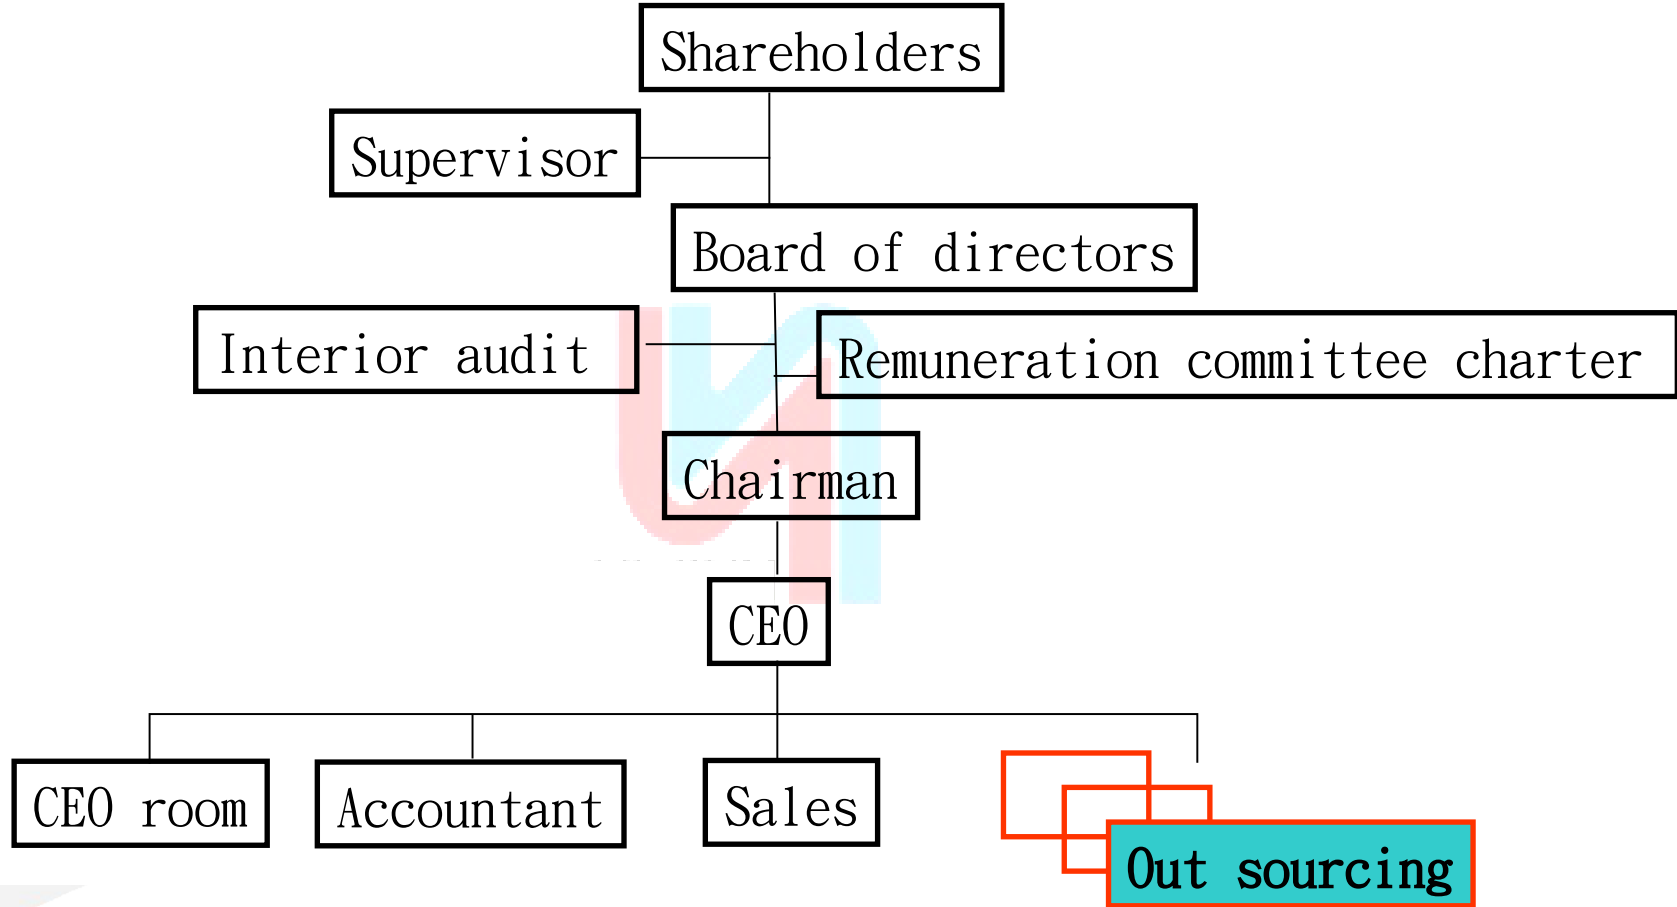 Shareholders
Supervisor
Board of directors
Interior audit
Remuneration committee charter
Chairman
CEO
CEO room
Accountant
Sales
Out sourcing